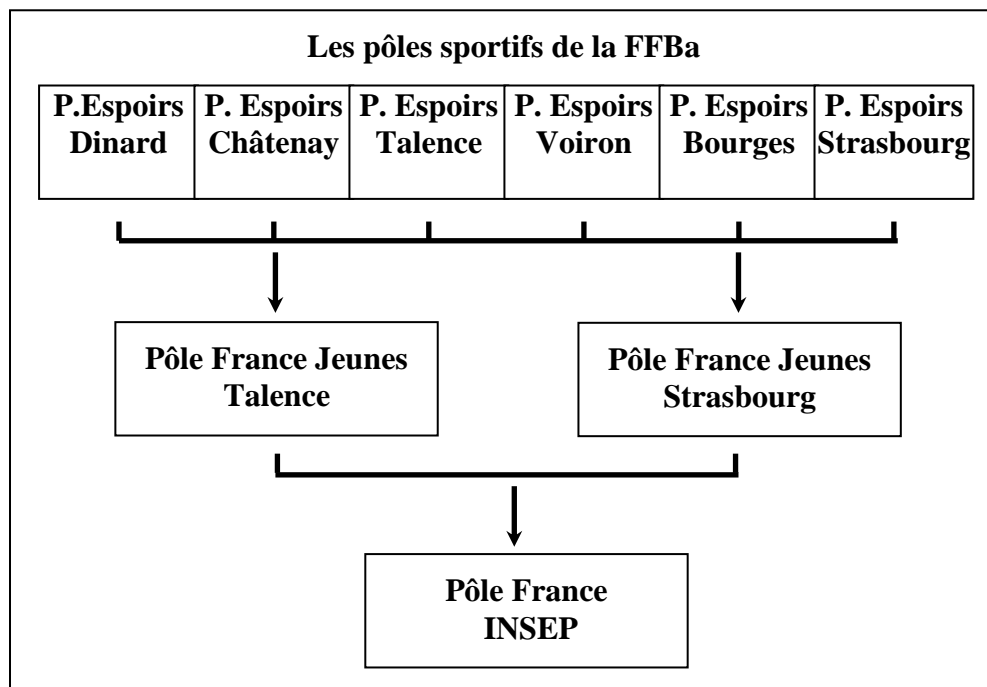 Les pôles sportifs de la FFBa
P.Espoirs
Dinard
P. Espoirs
Châtenay
P. Espoirs
Talence
P. Espoirs
Voiron
P. Espoirs
Bourges
P. Espoirs
Strasbourg
Pôle France Jeunes
Talence
Pôle France Jeunes
Strasbourg
Pôle France
INSEP